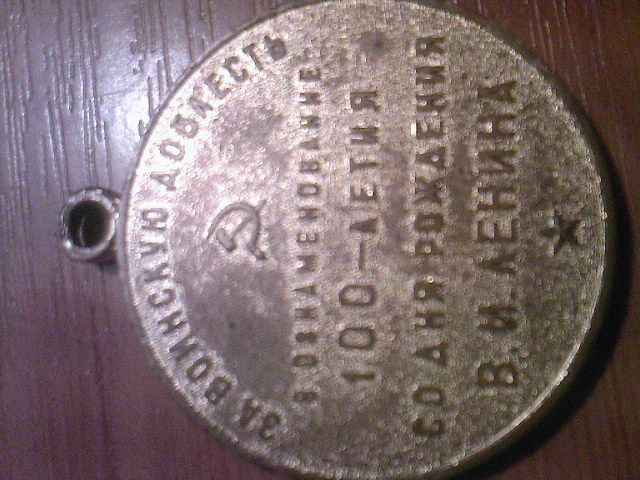 ЗА ВОИНСКУЮ ДОБЛЕСТЬ
В ОЗНАМЕНОВАНИЕ
100—ЛЕТИЯ
СО ДНЯ РОЖДЕНИЯ
В. И. ЛЕНИНА